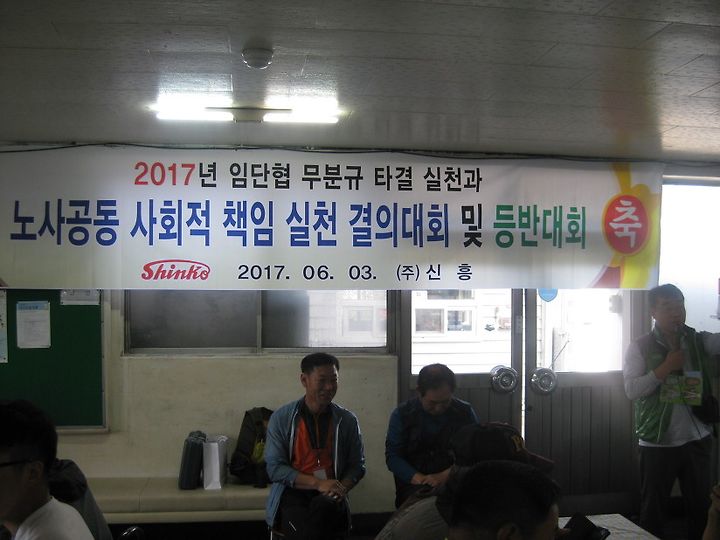 2017년 임단협 무분규 타결 실천과
노사공동 사회적 책임 실천 결의대회 및 등반대회
축
Shinko 2017. 06. 03. (주) 신 흥